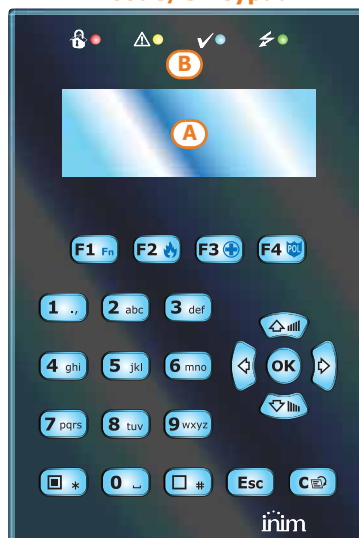 B
A
F1 Fn F2 F3 F4 POL
1 ., 2 abc 3 def
4 ghi 5 jkl 6 mno OK
7 pqrs 8 tuv 9 wxyz
* 0 # Esc C
inim